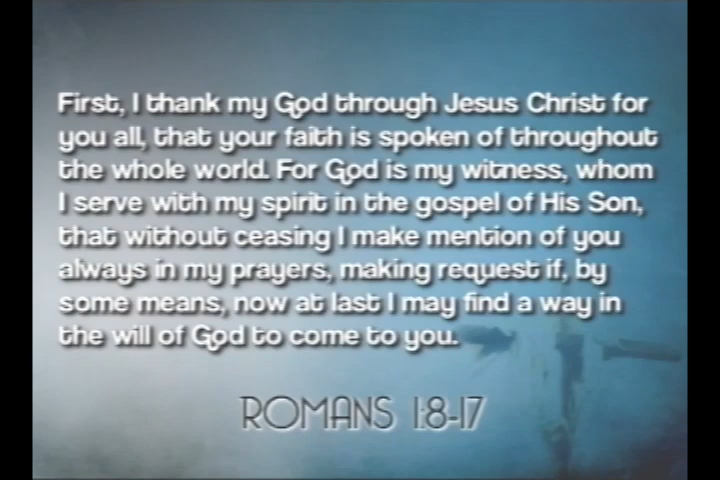 First, I thank my God through Jesus Christ for
you all, that your faith is spoken of throughout
the whole world. For God is my witness, whom
I serve with my spirit in the gospel of His Son,
that without ceasing I make mention of you
always in my prayers, making request if, by
some means, now at last I may find a way in
the will of God to come to you.
ROMANS 1:8-17